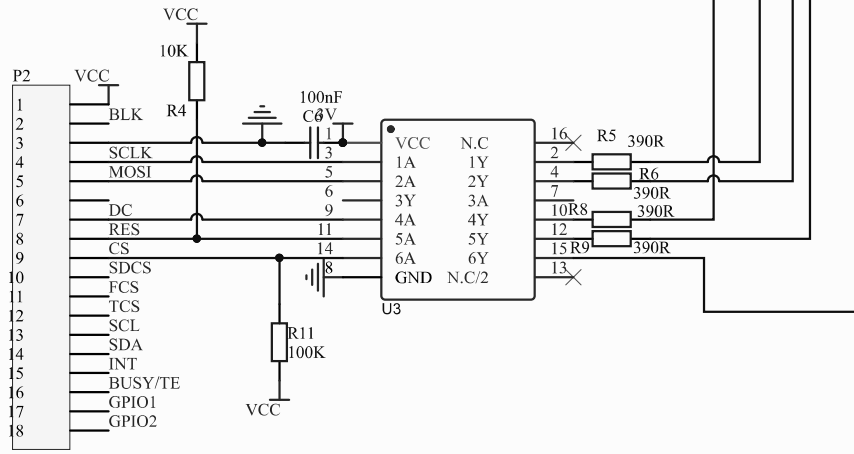 VCC
10K
R4
P2
VCC
1
BLK
2
3
SCLK
4
MOSI
5
6
DC
7
RES
8
CS
9
SDCS
10
FCS
11
TCS
12
SCL
13
SDA
14
INT
15
BUSY/TE
16
GPIO1
17
GPIO2
18
100nF
3V
1
3
5
6
9
11
14
8
VCC N.C
1A 1Y
2A 2Y
3Y 3A
4A 4Y
5A 5Y
6A 6Y
GND N.C/2
U3
16
2
4
7
10
12
15
13
R5 390R
R6
390R
R8 390R
R9 390R
R11
100K
VCC